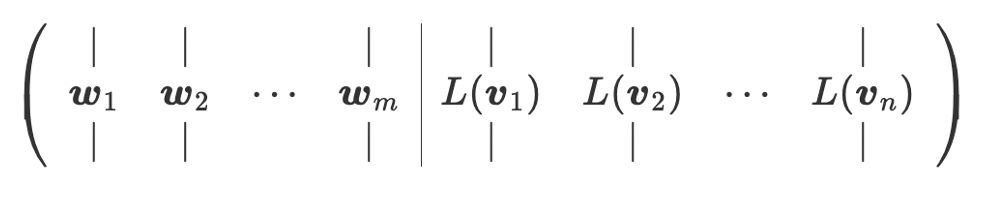 ( | | | | | | | )
w₁ w₂ ⋯ wₘ | L(v₁) L(v₂) ⋯ L(vₙ)
| | | | | |